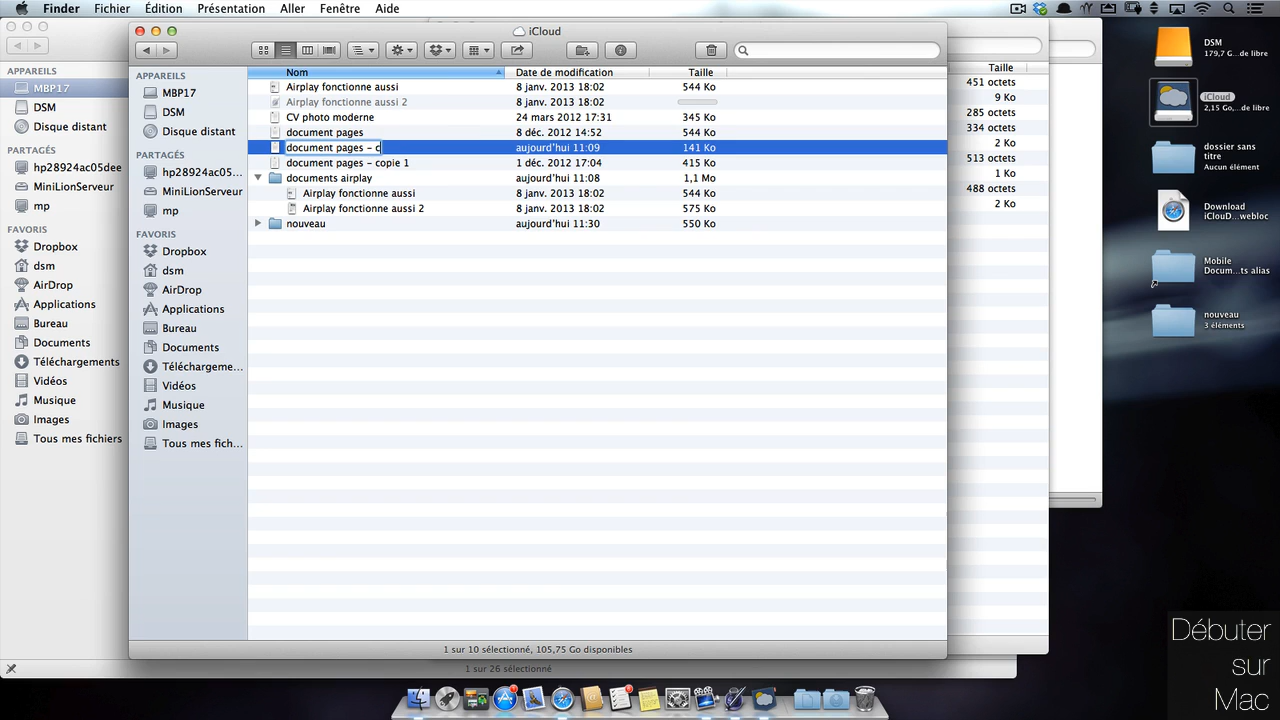 Finder Fichier Édition Présentation Aller Fenêtre Aide
iCloud
APPAREILS
MBP17
DSM
Disque distant
PARTAGÉS
hp28924ac05dee
MiniLionServeur
mp
FAVORIS
Dropbox
dsm
AirDrop
Applications
Bureau
Documents
Téléchargements
Vidéos
Musique
Images
Tous mes fichiers
APPAREILS
MBP17
DSM
Disque distant
PARTAGÉS
hp28924ac05...
MiniLionServeur
mp
FAVORIS
Dropbox
dsm
AirDrop
Applications
Bureau
Documents
Téléchargeme...
Vidéos
Musique
Images
Tous mes fich...
Nom Date de modification Taille
Airplay fonctionne aussi 8 janv. 2013 18:02 544 Ko
Airplay fonctionne aussi 2 8 janv. 2013 18:02
CV photo moderne 24 mars 2012 17:31 345 Ko
document pages 8 déc. 2012 14:52 544 Ko
document pages – c aujourd'hui 11:09 141 Ko
document pages – copie 1 1 déc. 2012 17:04 415 Ko
documents airplay aujourd'hui 11:08 1,1 Mo
Airplay fonctionne aussi 8 janv. 2013 18:02 544 Ko
Airplay fonctionne aussi 2 8 janv. 2013 18:02 575 Ko
nouveau aujourd'hui 11:30 550 Ko
1 sur 10 sélectionné, 105,75 Go disponibles
1 sur 26 sélectionné
Taille
451 octets
9 Ko
285 octets
334 octets
2 Ko
513 octets
1 Ko
488 octets
2 Ko
DSM
179,7 G...de libre
iCloud
2,15 Go,...de libre
dossier sans
titre
Aucun élément
Download
iClouD...webloc
Mobile
Docum...ts alias
nouveau
3 éléments
Débuter
sur
Mac